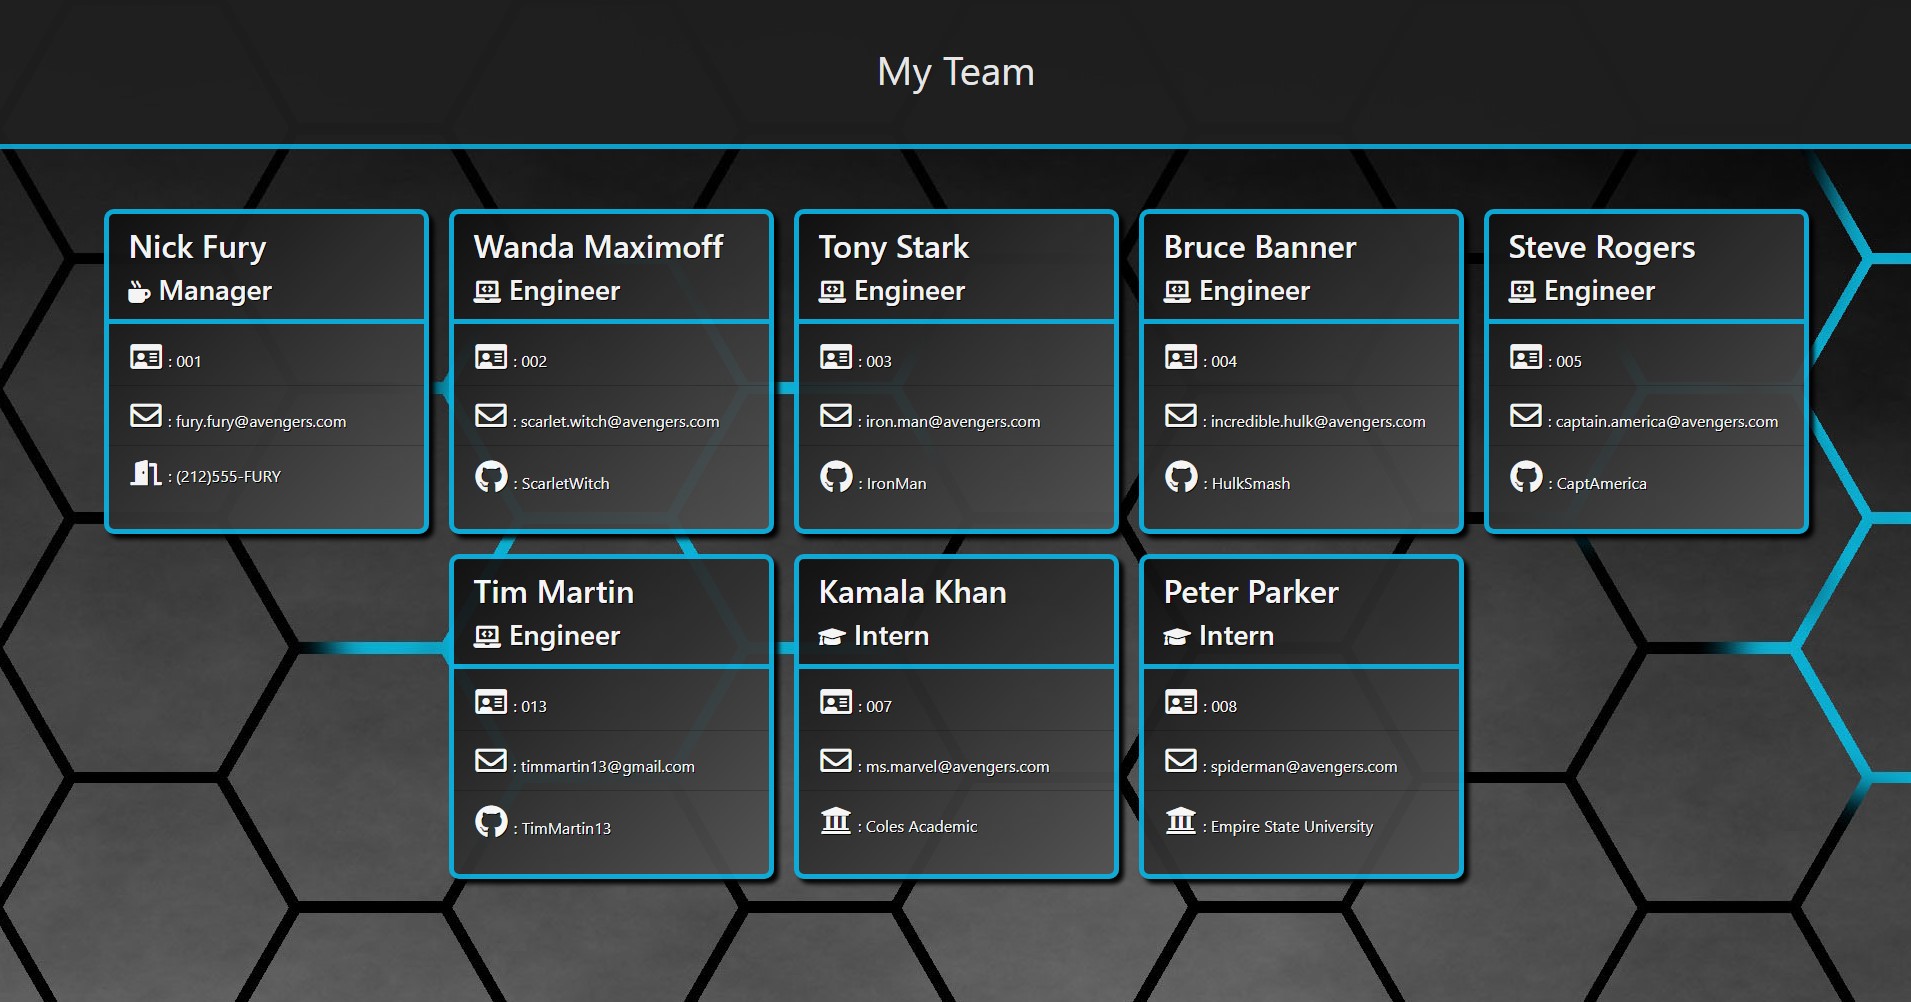 My Team
Nick Fury
Manager
: 001
: fury.fury@avengers.com
: (212)555-FURY
Wanda Maximoff
Engineer
: 002
: scarlet.witch@avengers.com
: ScarletWitch
Tony Stark
Engineer
: 003
: iron.man@avengers.com
: IronMan
Bruce Banner
Engineer
: 004
: incredible.hulk@avengers.com
: HulkSmash
Steve Rogers
Engineer
: 005
: captain.america@avengers.com
: CaptAmerica
Tim Martin
Engineer
: 013
: timmartin13@gmail.com
: TimMartin13
Kamala Khan
Intern
: 007
: ms.marvel@avengers.com
: Coles Academic
Peter Parker
Intern
: 008
: spiderman@avengers.com
: Empire State University